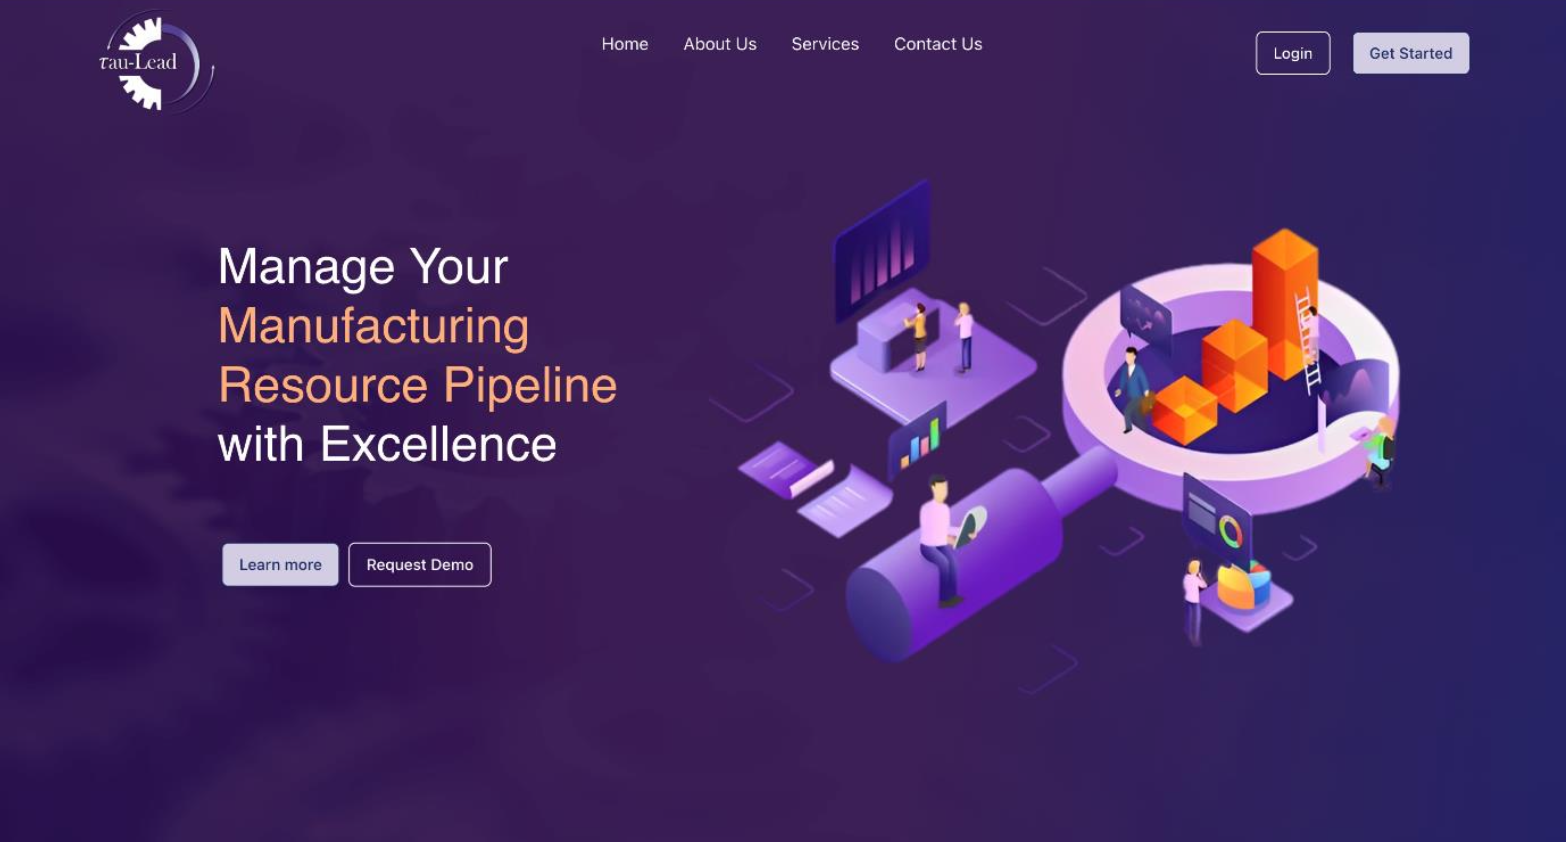 τau-Lead
Home
About Us
Services
Contact Us
Login
Get Started
Manage Your
Manufacturing
Resource Pipeline
with Excellence
Learn more
Request Demo